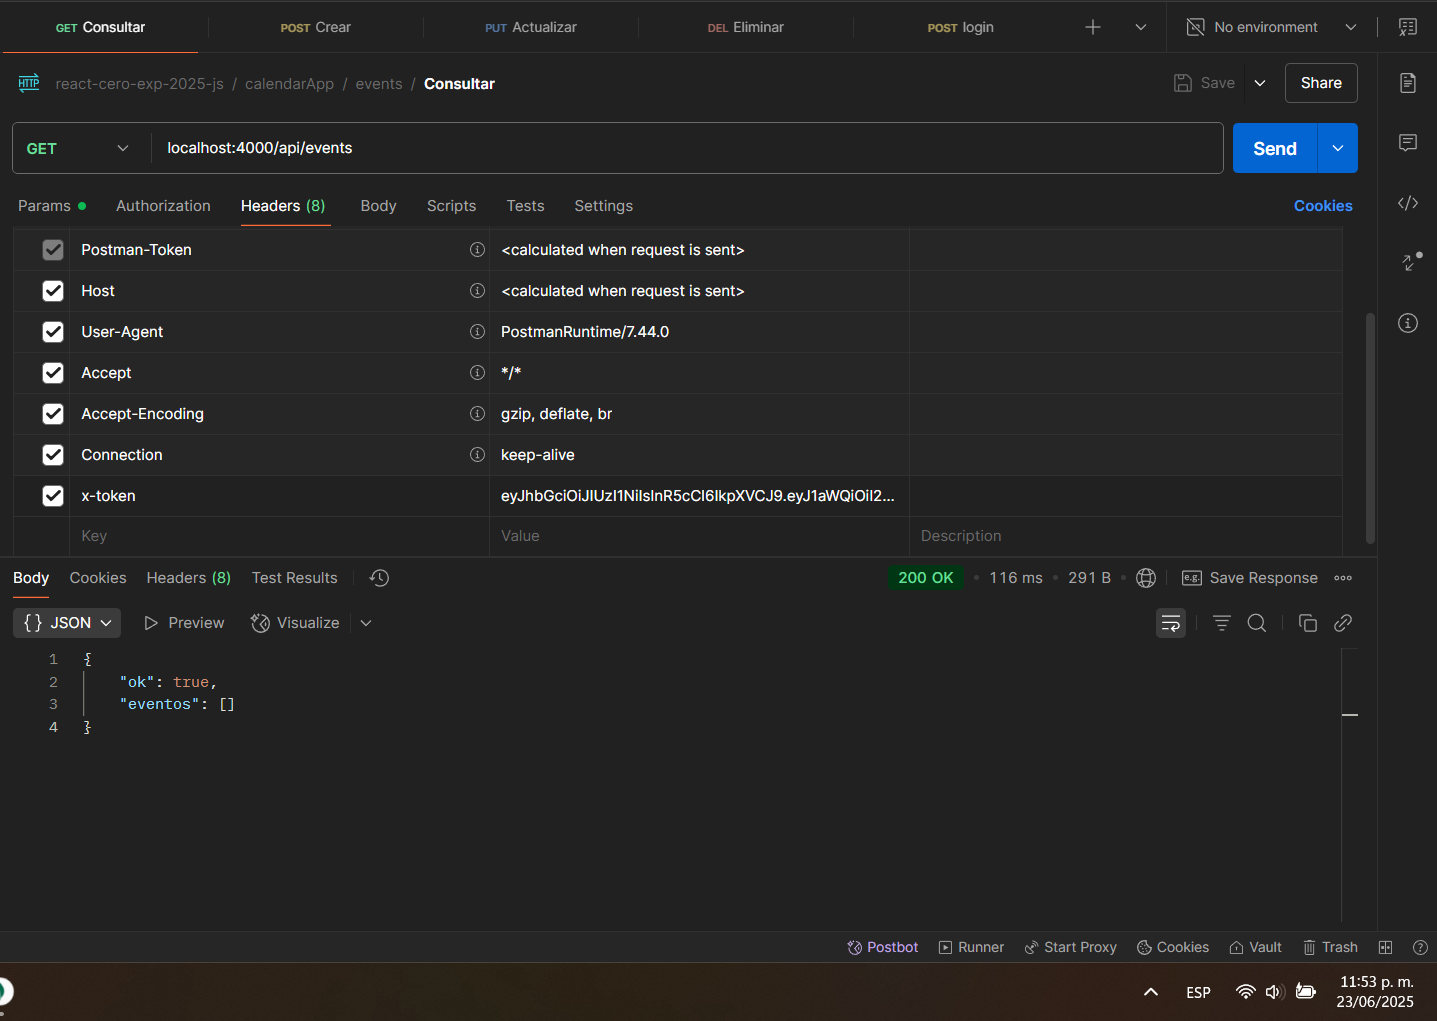 GET Consultar
POST Crear
PUT Actualizar
DEL Eliminar
POST login
No environment
HTTP react-cero-exp-2025-js / calendarApp / events / Consultar
Save
Share
GET
localhost:4000/api/events
Send
Params
Authorization
Headers (8)
Body
Scripts
Tests
Settings
Cookies
Postman-Token
<calculated when request is sent>
Host
<calculated when request is sent>
User-Agent
PostmanRuntime/7.44.0
Accept
*/*
Accept-Encoding
gzip, deflate, br
Connection
keep-alive
x-token
eyJhbGciOiJIUzI1NiIsInR5cCI6IkpXVCJ9.eyJ1aWQiOiI2...
Key
Value
Description
Body
Cookies
Headers (8)
Test Results
200 OK
116 ms
291 B
e.g. Save Response
{} JSON
Preview
Visualize
1 {
2 "ok": true,
3 "eventos": []
4 }
Postbot
Runner
Start Proxy
Cookies
Vault
Trash
ESP
11:53 p. m.
23/06/2025